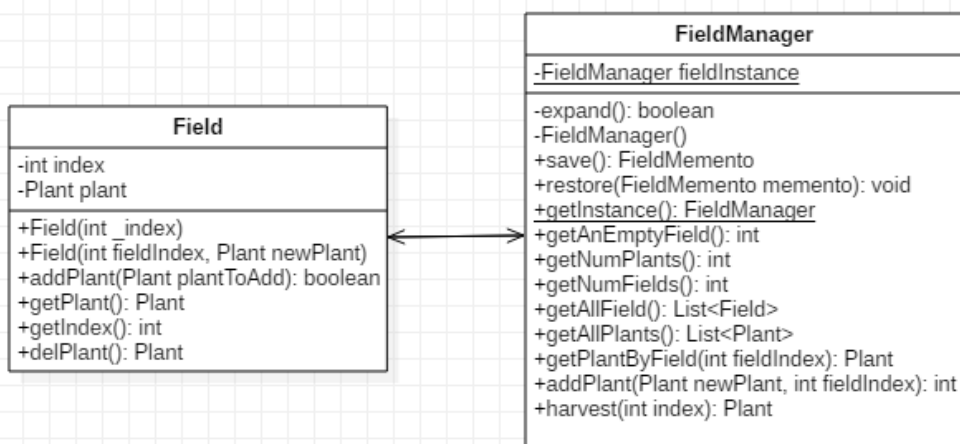 Field
-int index
-Plant plant
+Field(int _index)
+Field(int fieldIndex, Plant newPlant)
+addPlant(Plant plantToAdd): boolean
+getPlant(): Plant
+getIndex(): int
+delPlant(): Plant
FieldManager
-FieldManager fieldInstance
-expand(): boolean
-FieldManager()
+save(): FieldMemento
+restore(FieldMemento memento): void
+getInstance(): FieldManager
+getAnEmptyField(): int
+getNumPlants(): int
+getNumFields(): int
+getAllField(): List<Field>
+getAllPlants(): List<Plant>
+getPlantByField(int fieldIndex): Plant
+addPlant(Plant newPlant, int fieldIndex): int
+harvest(int index): Plant